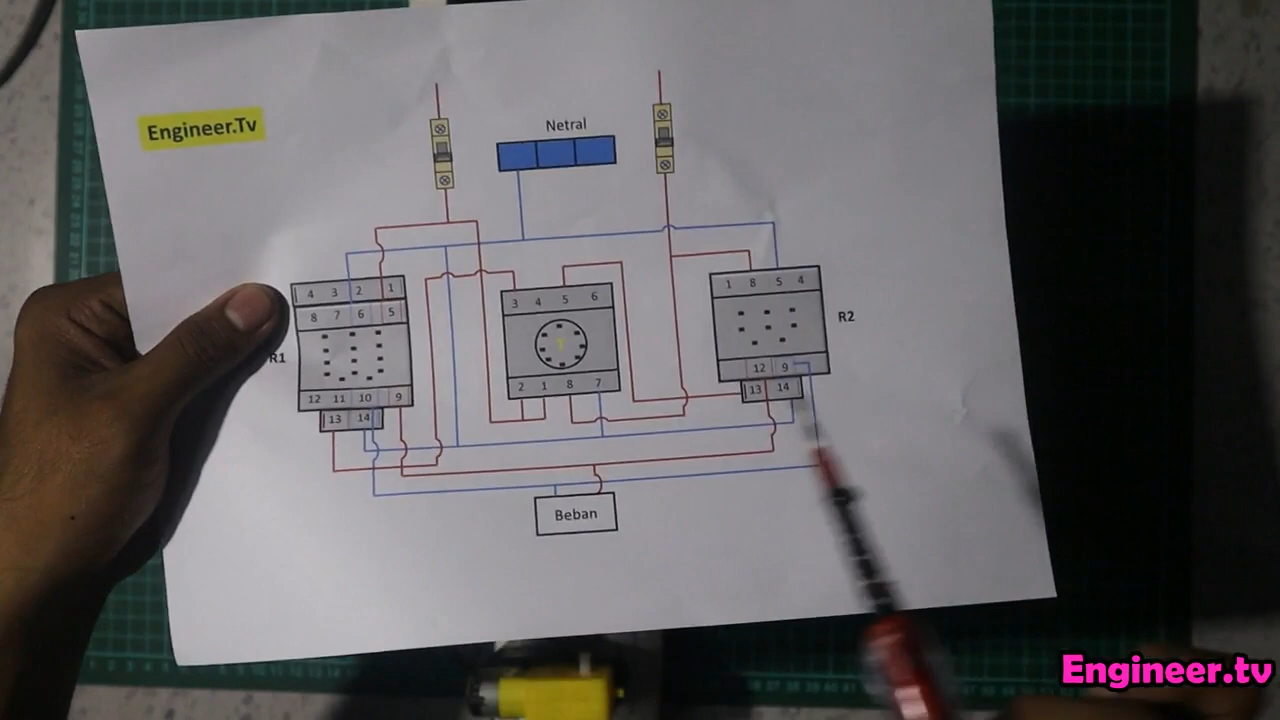 Engineer.Tv
Netral
4 3 2 1
8 7 6 5
R1
12 11 10 9
13 14
3 4 5 6
2 1 8 7
1 8 5 4
R2
12 9
13 14
Beban
Engineer.tv